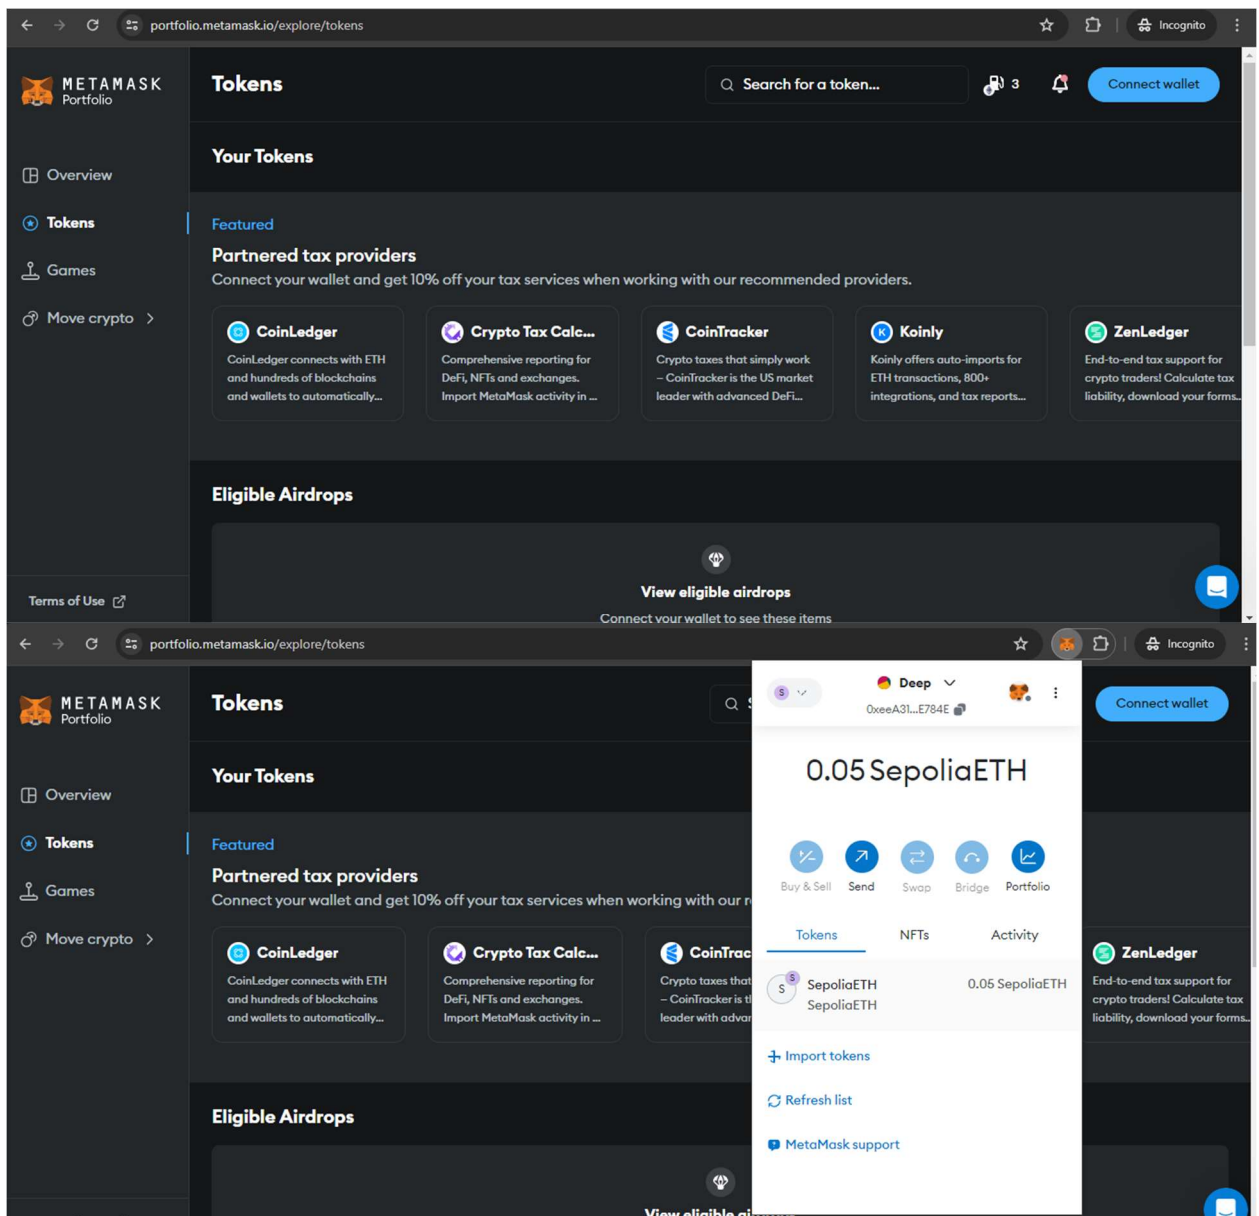 portfolio.metamask.io/explore/tokens
Incognito
METAMASK
Portfolio
Tokens
Search for a token...
3
Connect wallet
Your Tokens
Overview
Tokens
Games
Move crypto
Featured
Partnered tax providers
Connect your wallet and get 10% off your tax services when working with our recommended providers.
CoinLedger
CoinLedger connects with ETH
and hundreds of blockchains
and wallets to automatically...
Crypto Tax Calc...
Comprehensive reporting for
DeFi, NFTs and exchanges.
Import MetaMask activity in ...
CoinTracker
Crypto taxes that simply work
– CoinTracker is the US market
leader with advanced DeFi...
K
Koinly
Koinly offers auto-imports for
ETH transactions, 800+
integrations, and tax reports...
ZenLedger
End-to-end tax support for
crypto traders! Calculate tax
liability, download your forms...
Eligible Airdrops
View eligible airdrops
Connect your wallet to see these items
Terms of Use
portfolio.metamask.io/explore/tokens
Incognito
METAMASK
Portfolio
Tokens
Connect wallet
Your Tokens
Overview
Tokens
Games
Move crypto
Featured
Partnered tax providers
Connect your wallet and get 10% off your tax services when working with our
CoinLedger
CoinLedger connects with ETH
and hundreds of blockchains
and wallets to automatically...
Crypto Tax Calc...
Comprehensive reporting for
DeFi, NFTs and exchanges.
Import MetaMask activity in ...
CoinTrac
Crypto taxes that
– CoinTracker is t
leader with advar
ZenLedger
End-to-end tax support for
crypto traders! Calculate tax
liability, download your forms...
Eligible Airdrops
View eligible ai
S
Deep
0xeeA31...E784E
0.05 SepoliaETH
Buy & Sell
Send
Swap
Bridge
Portfolio
Tokens
NFTs
Activity
S
S
SepoliaETH
0.05 SepoliaETH
SepoliaETH
Import tokens
Refresh list
MetaMask support